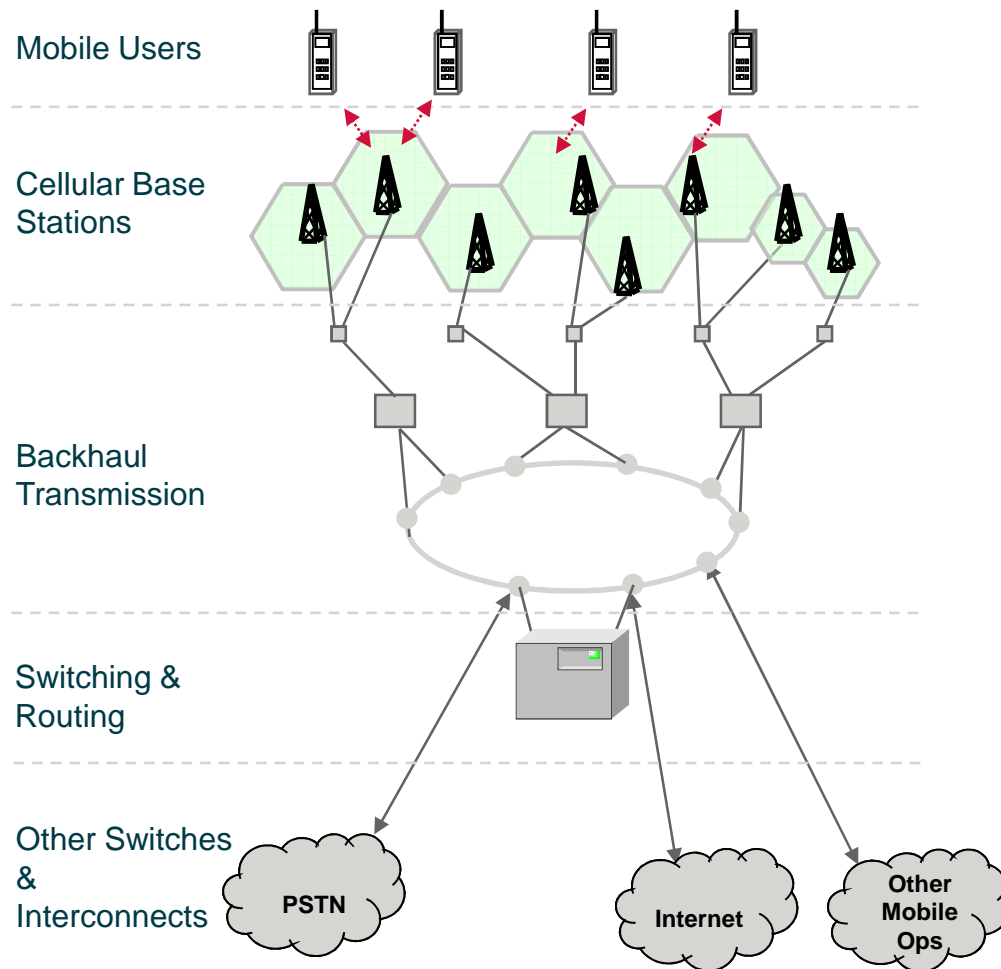 Mobile Users
Cellular Base
Stations
Backhaul
Transmission
Switching &
Routing
Other Switches
&
Interconnects
PSTN
Internet
Other
Mobile
Ops